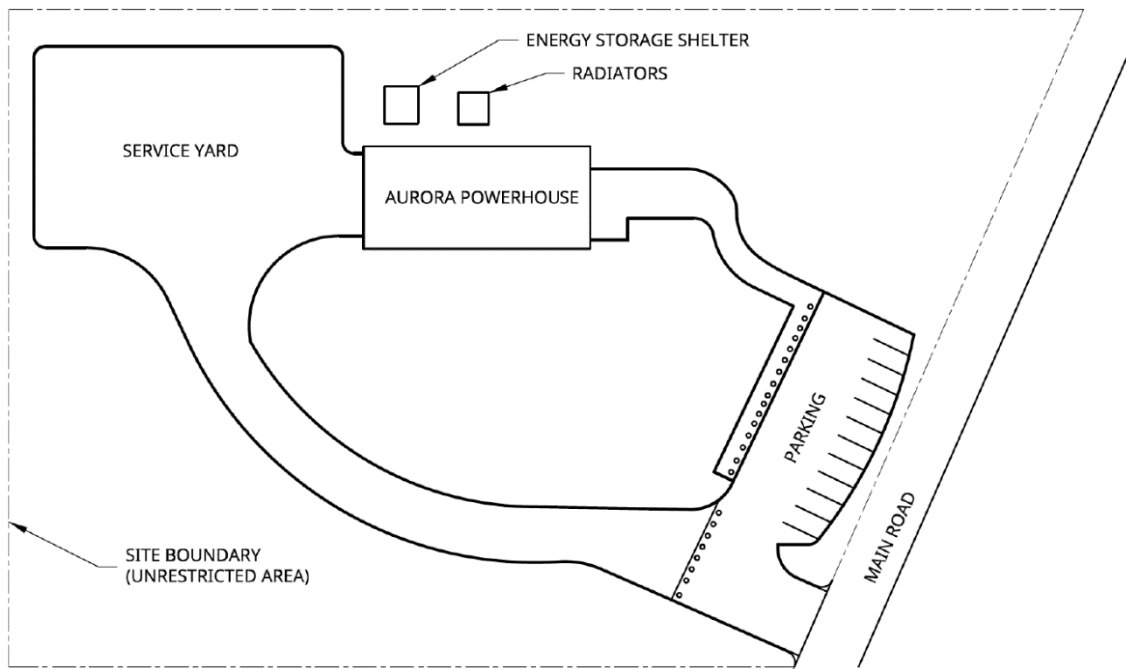 ENERGY STORAGE SHELTER
RADIATORS
SERVICE YARD
AURORA POWERHOUSE
PARKING
MAIN ROAD
SITE BOUNDARY
(UNRESTRICTED AREA)